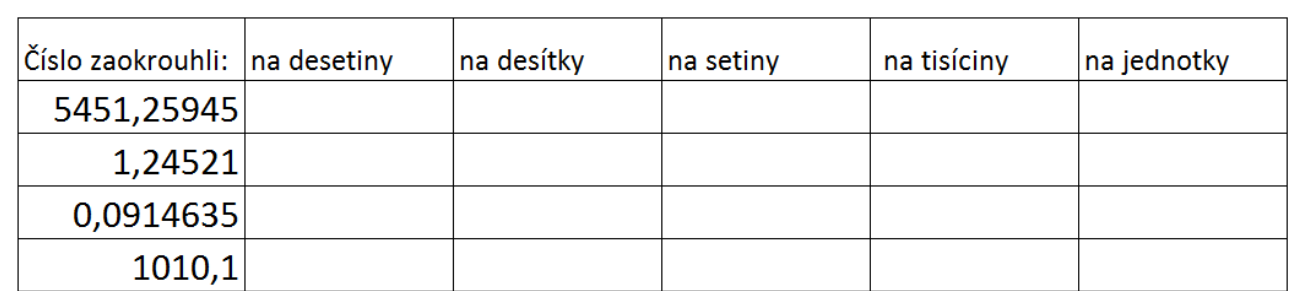 Číslo zaokrouhli: na desetiny na desítky na setiny na tisíciny na jednotky
5451,25945
1,24521
0,0914635
1010,1